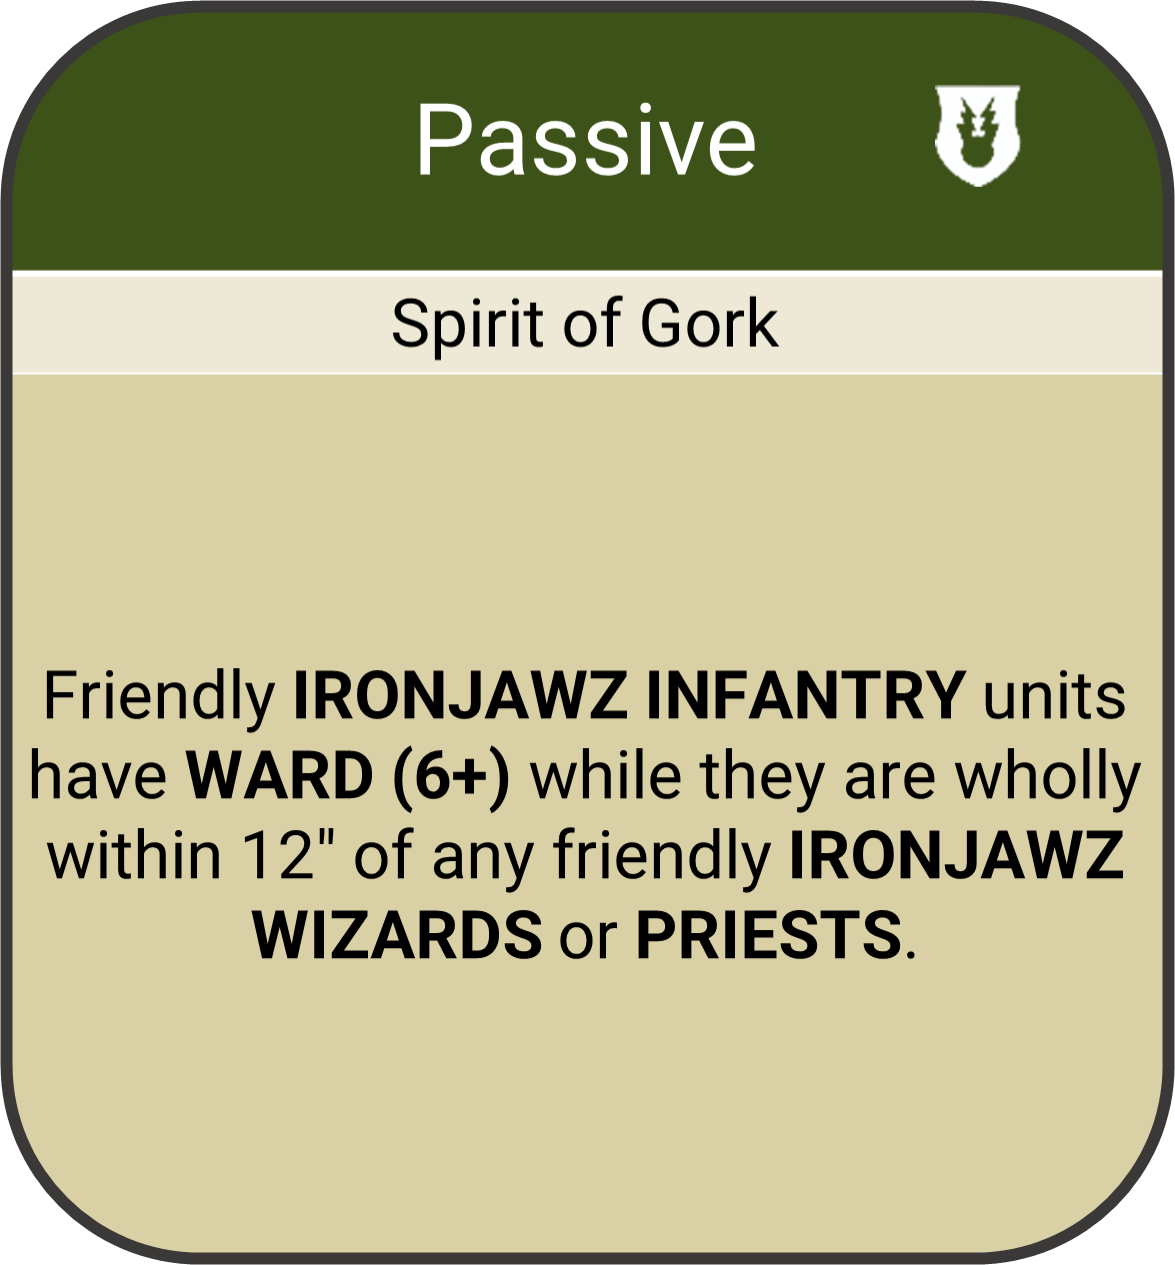 Passive
Spirit of Gork
Friendly IRONJAWZ INFANTRY units
have WARD (6+) while they are wholly
within 12" of any friendly IRONJAWZ
WIZARDS or PRIESTS.